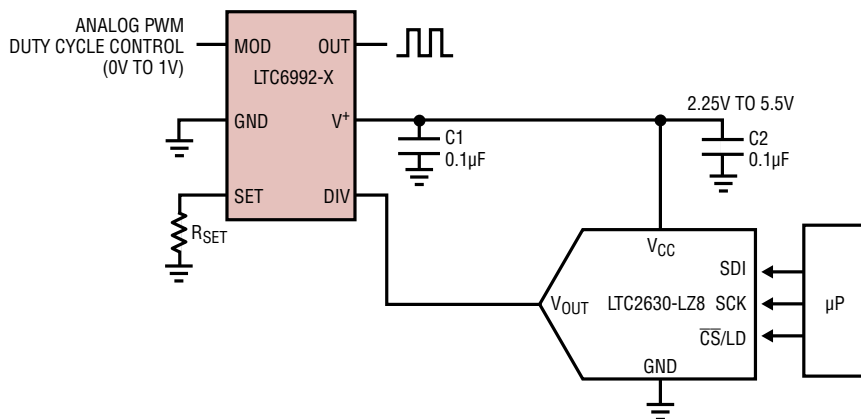 ANALOG PWM
DUTY CYCLE CONTROL
(0V TO 1V)
MOD
OUT
LTC6992-X
GND
V+
SET
DIV
RSET
C1
0.1µF
2.25V TO 5.5V
C2
0.1µF
VCC
SDI
VOUT
LTC2630-LZ8
SCK
CS/LD
GND
µP